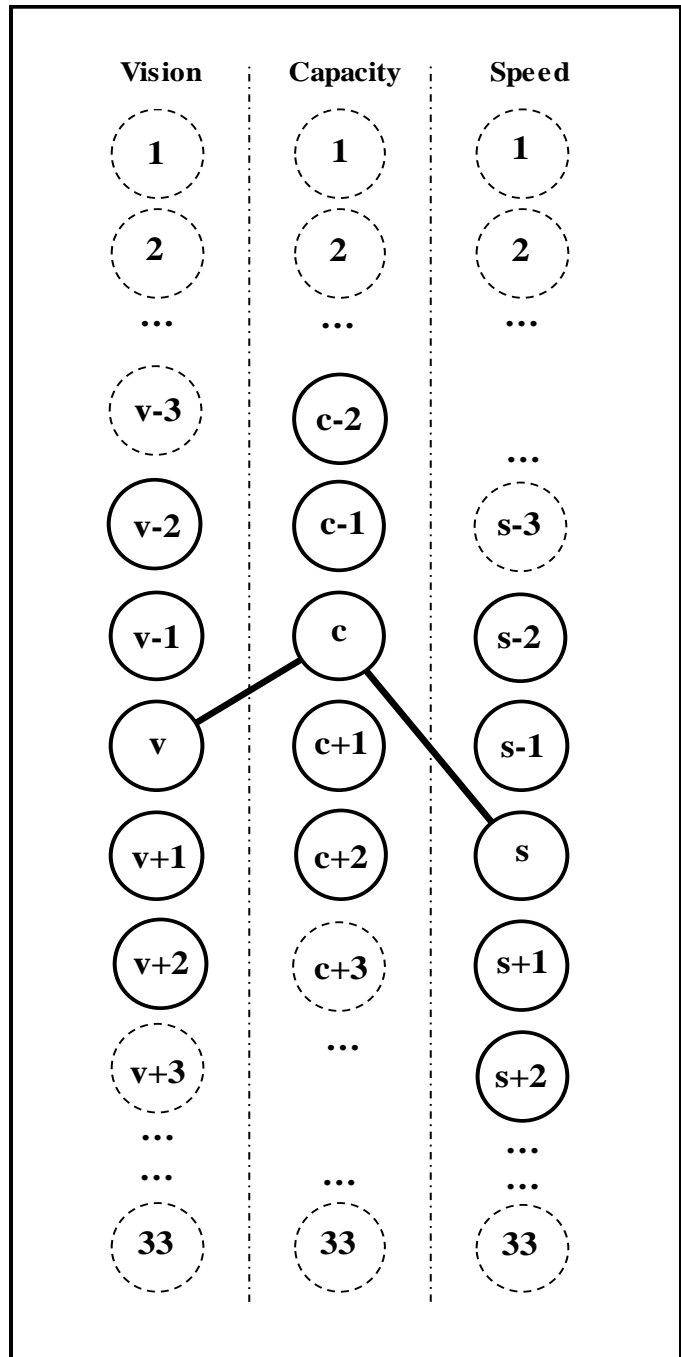 Vision Capacity Speed
1 1 1
2 2 2
... ... ...
v-3 c-2
...
v-2 c-1 s-3
v-1 c s-2
v c+1 s-1
v+1 c+2 s
v+2 c+3 s+1
...
v+3 s+2
... ...
... ... ...
33 33 33